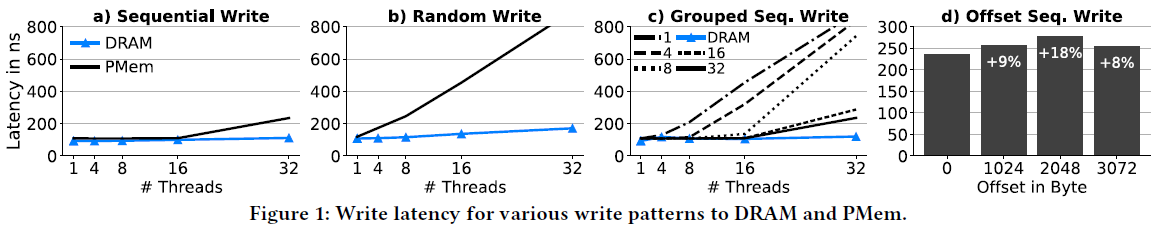 a) Sequential Write
b) Random Write
c) Grouped Seq. Write
d) Offset Seq. Write
Latency in ns
800
600
400
200
0
DRAM
PMem
1 4 8 16 32
# Threads
800
600
400
200
0
1 4 8 16 32
# Threads
800
600
400
200
0
1 DRAM
4 16
8 32
1 4 8 16 32
# Threads
300
250
200
150
100
50
0
+9% +18% +8%
0 1024 2048 3072
Offset in Byte
Figure 1: Write latency for various write patterns to DRAM and PMem.